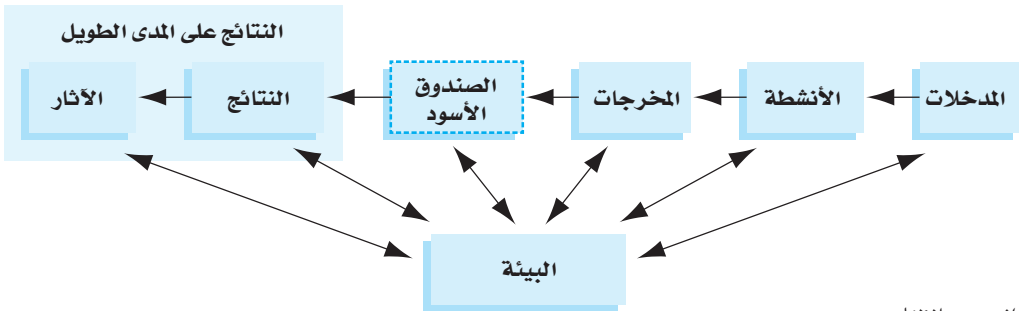 النتائج على المدى الطويل
المدخلات
الأنشطة
المخرجات
الصندوق
الأسود
النتائج
الآثار
البيئة